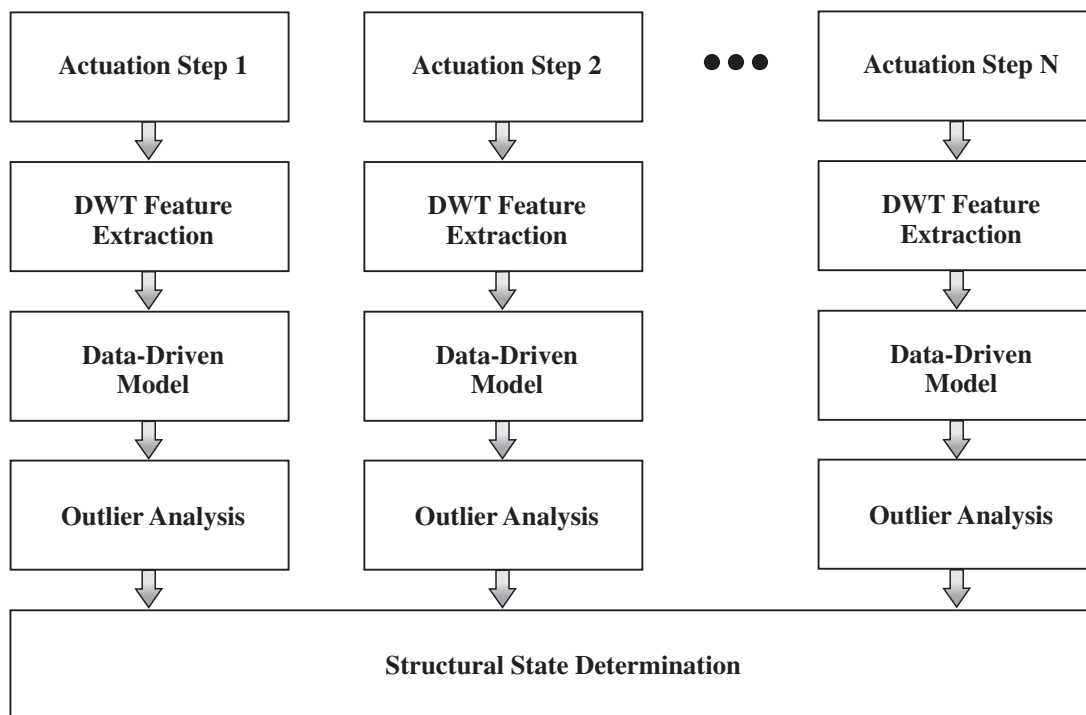 Actuation Step 1
Actuation Step 2
Actuation Step N
DWT Feature
Extraction
DWT Feature
Extraction
DWT Feature
Extraction
Data-Driven
Model
Data-Driven
Model
Data-Driven
Model
Outlier Analysis
Outlier Analysis
Outlier Analysis
Structural State Determination